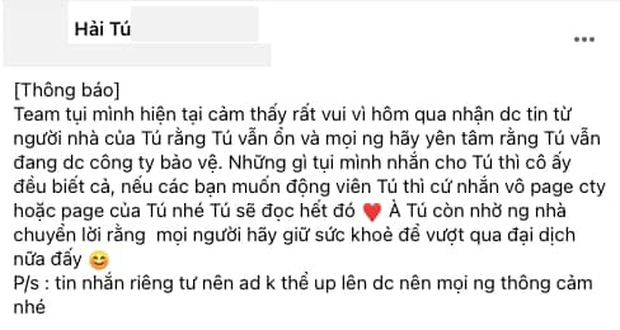 Hải Tú
[Thông báo]
Team tụi mình hiện tại cảm thấy rất vui vì hôm qua nhận dc tin từ
người nhà của Tú rằng Tú vẫn ổn và mọi ng hãy yên tâm rằng Tú vẫn
đang dc công ty bảo vệ. Những gì tụi mình nhắn cho Tú thì cô ấy
đều biết cả, nếu các bạn muốn động viên Tú thì cứ nhắn vô page cty
hoặc page của Tú nhé Tú sẽ đọc hết đó ❤️ À Tú còn nhờ ng nhà
chuyển lời rằng  mọi người hãy giữ sức khoẻ để vượt qua đại dịch
nữa đấy 😊
P/s : tin nhắn riêng tư nên ad k thể up lên dc nên mọi ng thông cảm
nhé